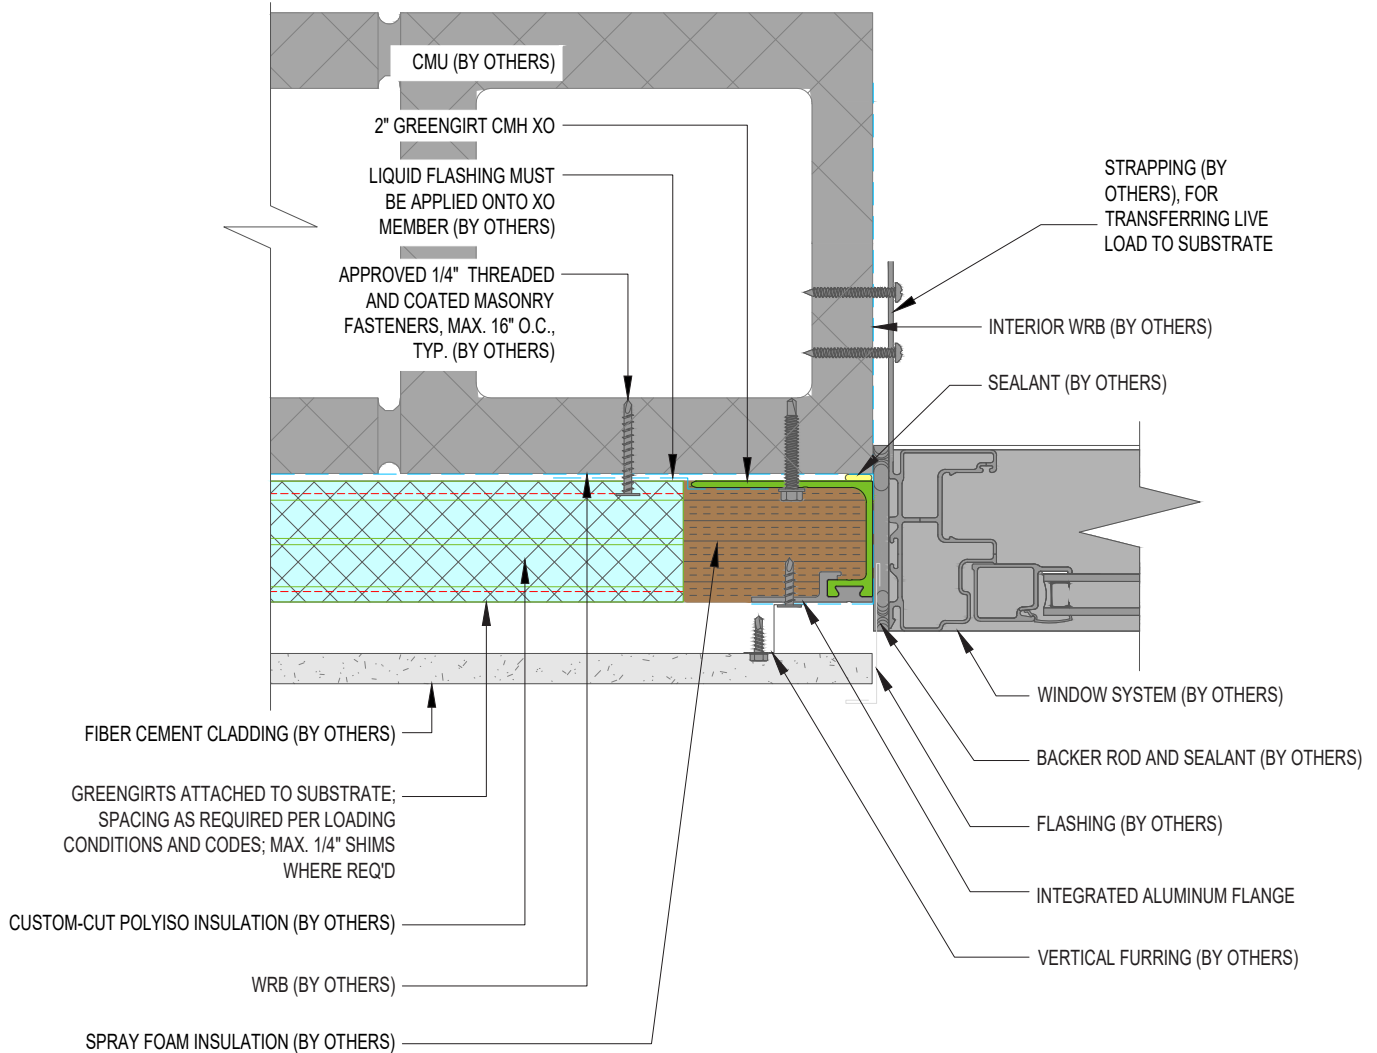 CMU (BY OTHERS)
2" GREENGIRT CMH XO
LIQUID FLASHING MUST
BE APPLIED ONTO XO
MEMBER (BY OTHERS)
APPROVED 1/4" THREADED
AND COATED MASONRY
FASTENERS, MAX. 16" O.C.,
TYP. (BY OTHERS)
STRAPPING (BY
OTHERS), FOR
TRANSFERRING LIVE
LOAD TO SUBSTRATE
INTERIOR WRB (BY OTHERS)
SEALANT (BY OTHERS)
FIBER CEMENT CLADDING (BY OTHERS)
GREENGIRTS ATTACHED TO SUBSTRATE;
SPACING AS REQUIRED PER LOADING
CONDITIONS AND CODES; MAX. 1/4" SHIMS
WHERE REQ'D
CUSTOM-CUT POLYISO INSULATION (BY OTHERS)
WRB (BY OTHERS)
SPRAY FOAM INSULATION (BY OTHERS)
WINDOW SYSTEM (BY OTHERS)
BACKER ROD AND SEALANT (BY OTHERS)
FLASHING (BY OTHERS)
INTEGRATED ALUMINUM FLANGE
VERTICAL FURRING (BY OTHERS)